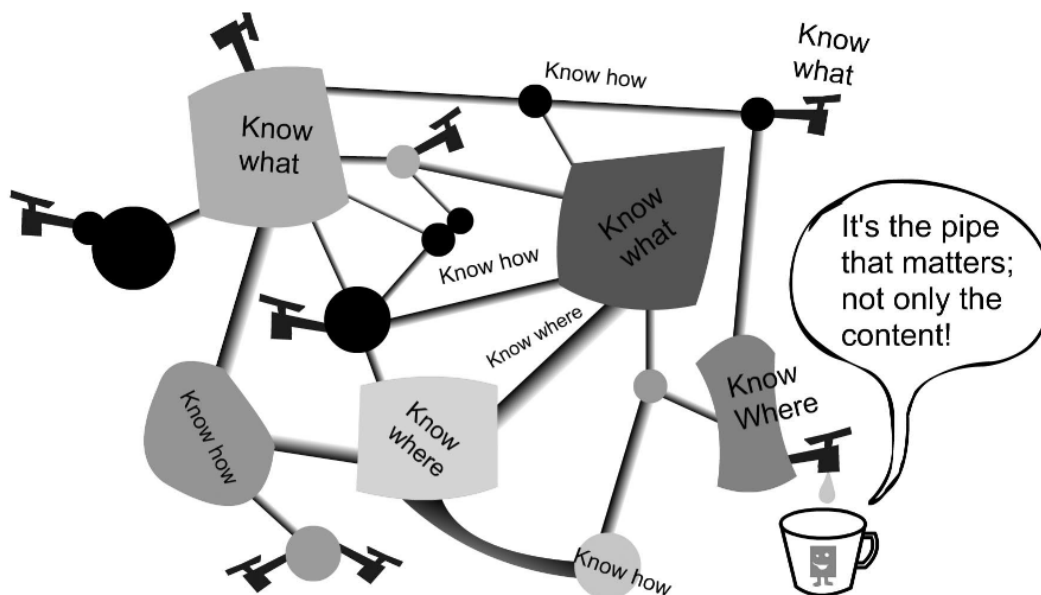 Know
what
Know how
Know
what
Know
what
Know how
Know where
It's the pipe
that matters;
not only the
content!
Know how
Know
where
Know
Where
Know how